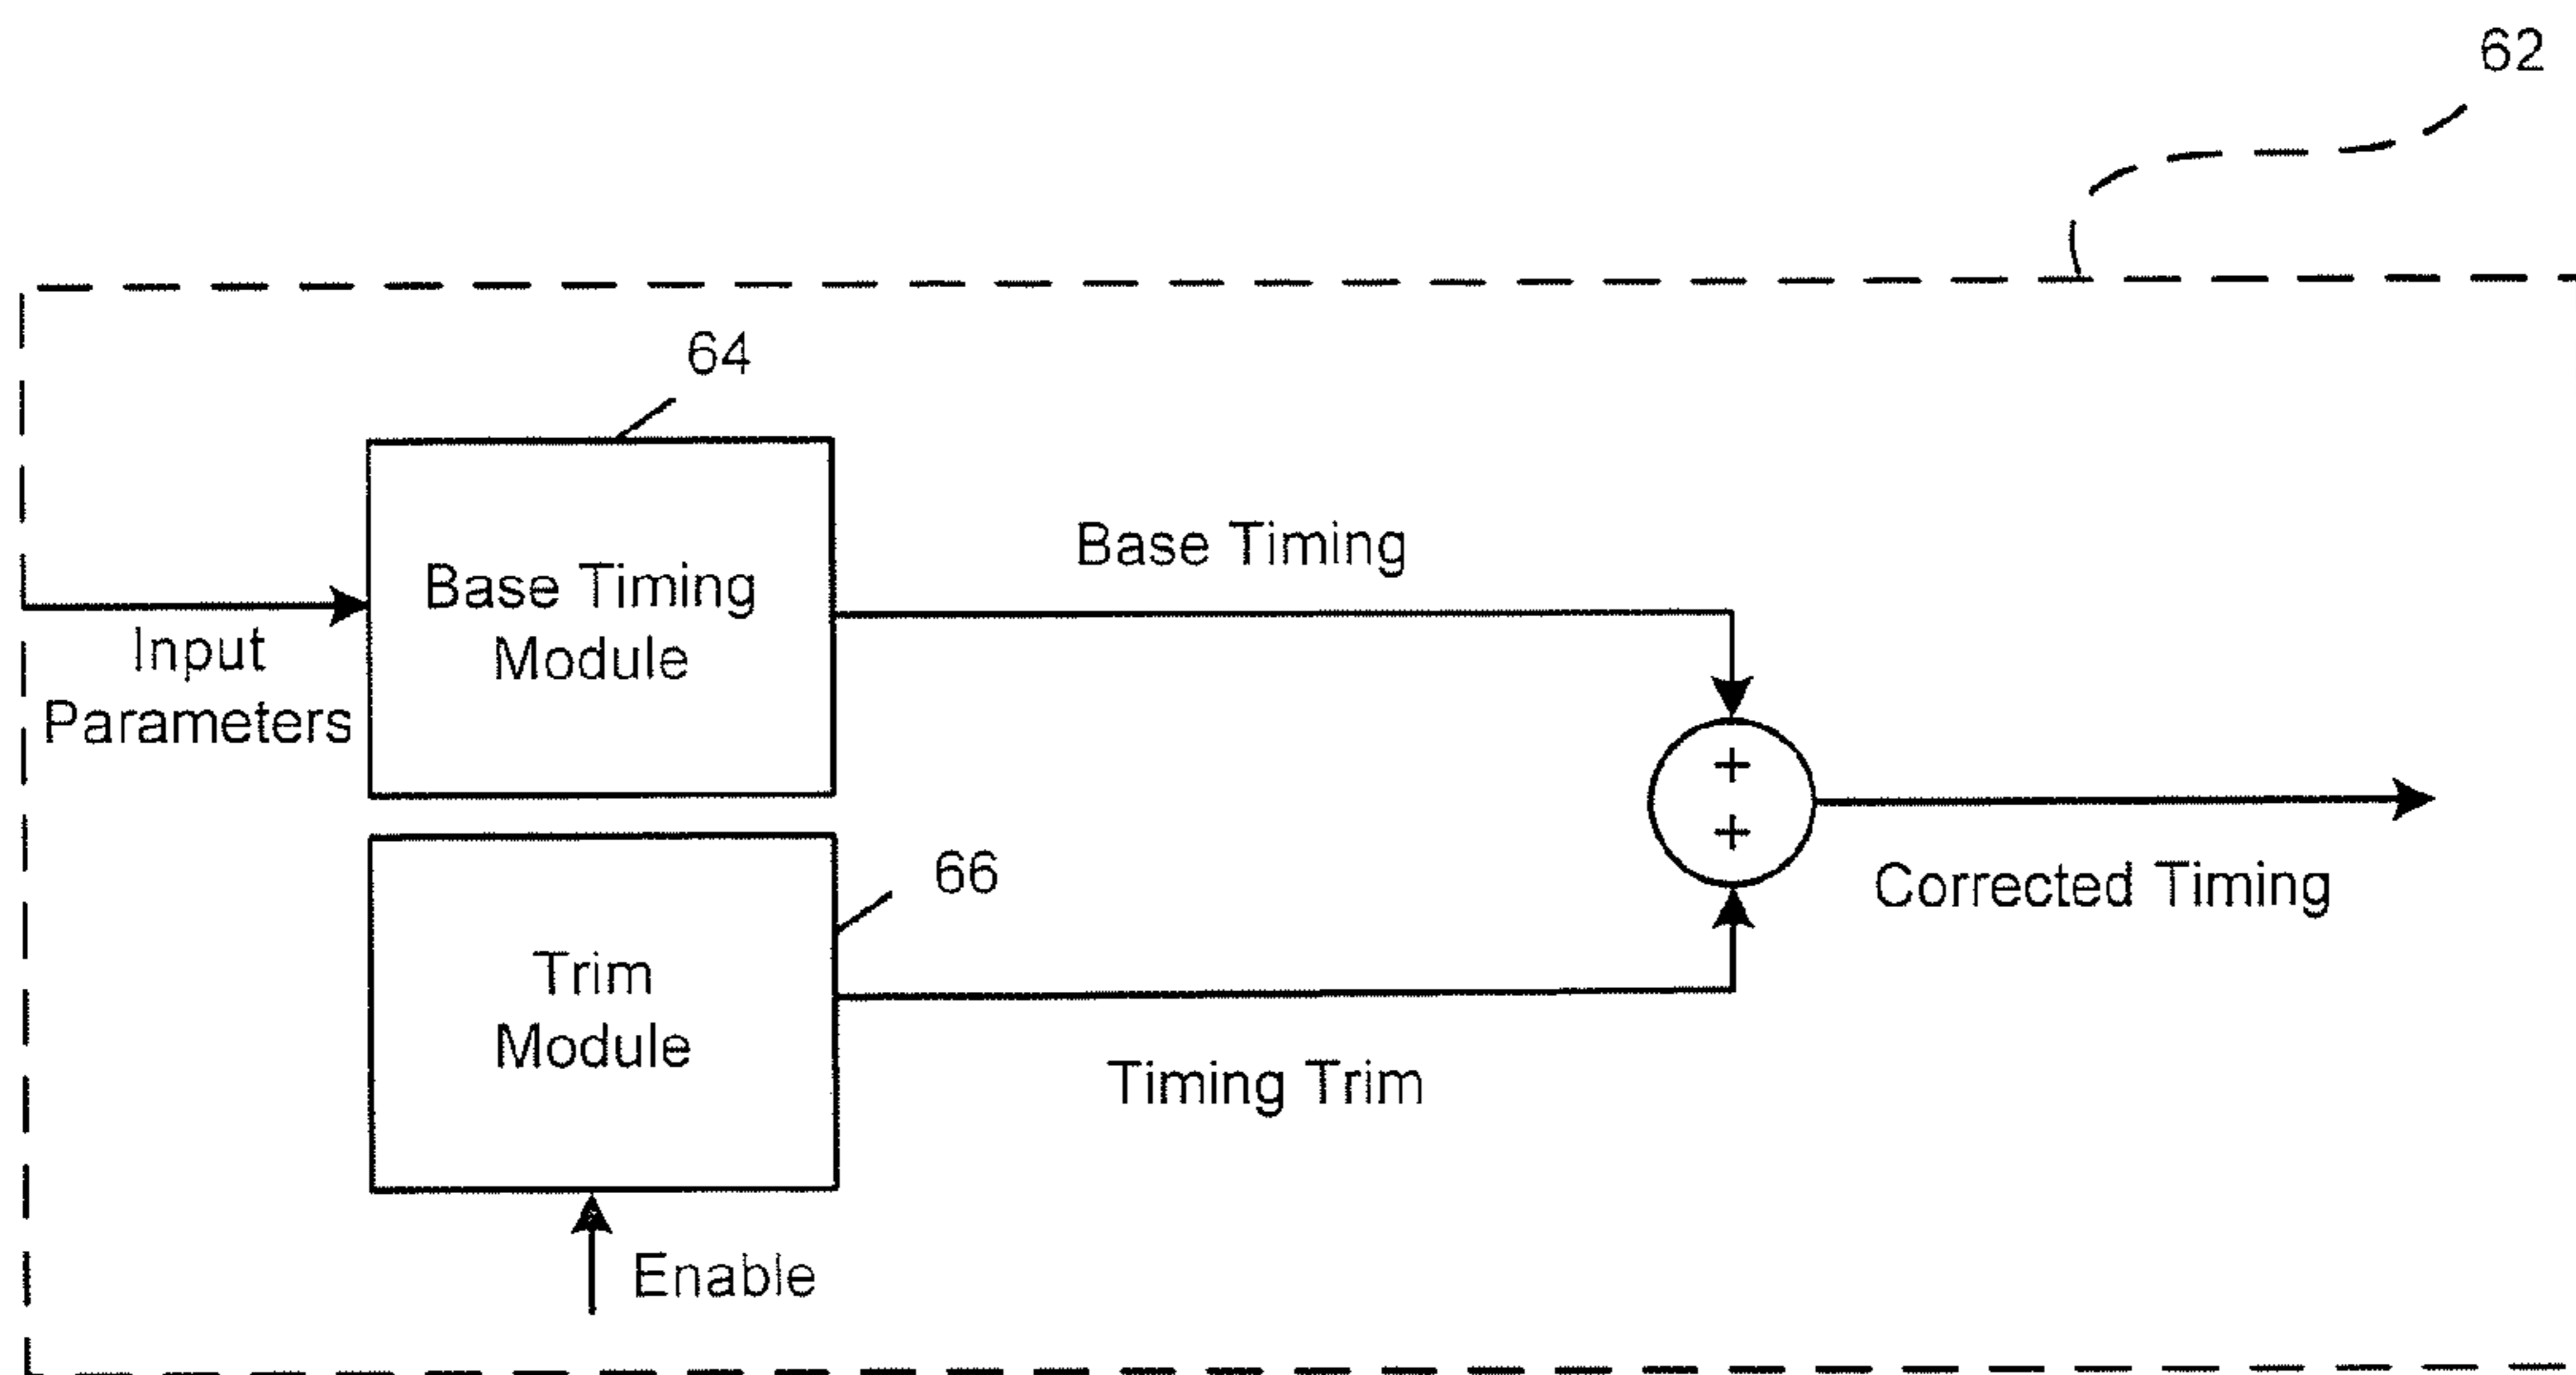 62
64
Base Timing
Module
Base Timing
Input
Parameters
+
+
Corrected Timing
66
Trim
Module
Timing Trim
Enable